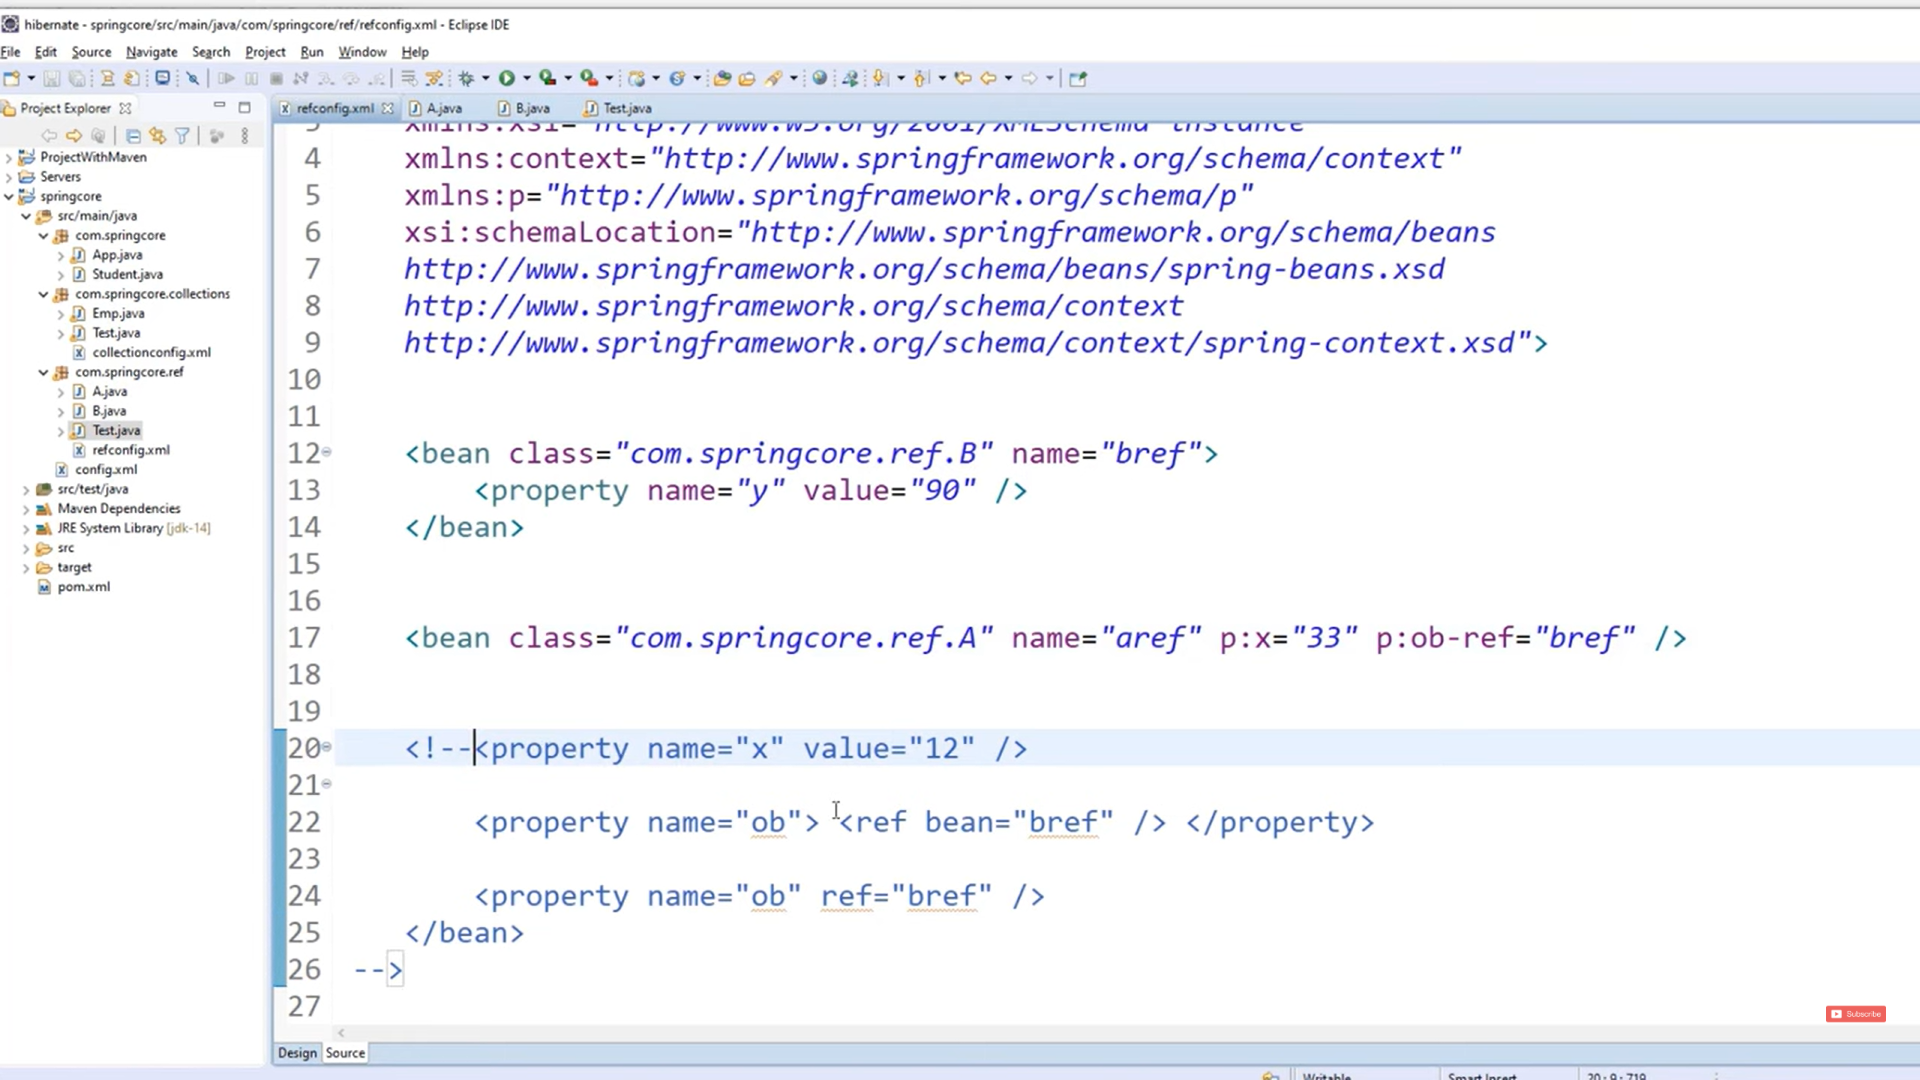 hibernate - springcore/src/main/java/com/springcore/ref/refconfig.xml - Eclipse IDE
File Edit Source Navigate Search Project Run Window Help
Project Explorer
refconfig.xml A.java B.java Test.java
ProjectWithMaven
Servers
springcore
src/main/java
com.springcore
App.java
Student.java
com.springcore.collections
Emp.java
Test.java
collectionconfig.xml
com.springcore.ref
A.java
B.java
Test.java
refconfig.xml
config.xml
src/test/java
Maven Dependencies
JRE System Library [jdk-14]
src
target
pom.xml
3 xmlns:xsi="http://www.w3.org/2001/XMLSchema-instance"
4 xmlns:context="http://www.springframework.org/schema/context"
5 xmlns:p="http://www.springframework.org/schema/p"
6 xsi:schemaLocation="http://www.springframework.org/schema/beans
7 http://www.springframework.org/schema/beans/spring-beans.xsd
8 http://www.springframework.org/schema/context
9 http://www.springframework.org/schema/context/spring-context.xsd">
10
11
12 <bean class="com.springcore.ref.B" name="bref">
13 <property name="y" value="90" />
14 </bean>
15
16
17 <bean class="com.springcore.ref.A" name="aref" p:x="33" p:ob-ref="bref" />
18
19
20 <!--<property name="x" value="12" />
21
22 <property name="ob"> <ref bean="bref" /> </property>
23
24 <property name="ob" ref="bref" />
25 </bean>
26 -->
27
Subscribe
Design Source
Writable Smart Insert 20 : 9 : 719